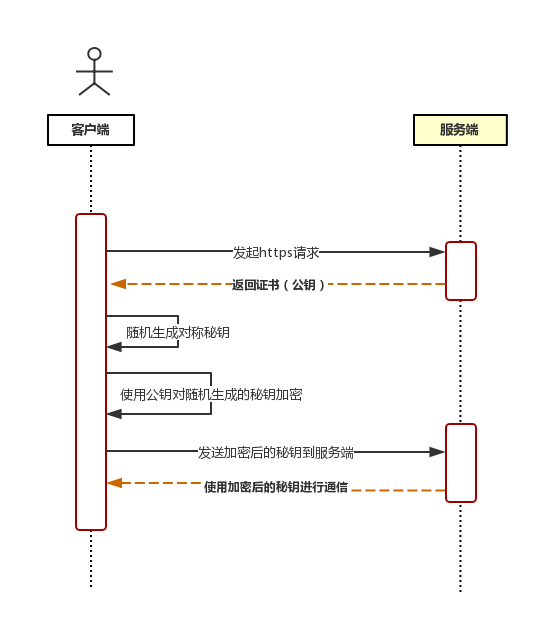 客户端
服务端
发起https请求
返回证书（公钥）
随机生成对称秘钥
使用公钥对随机生成的秘钥加密
发送加密后的秘钥到服务端
使用加密后的秘钥进行通信